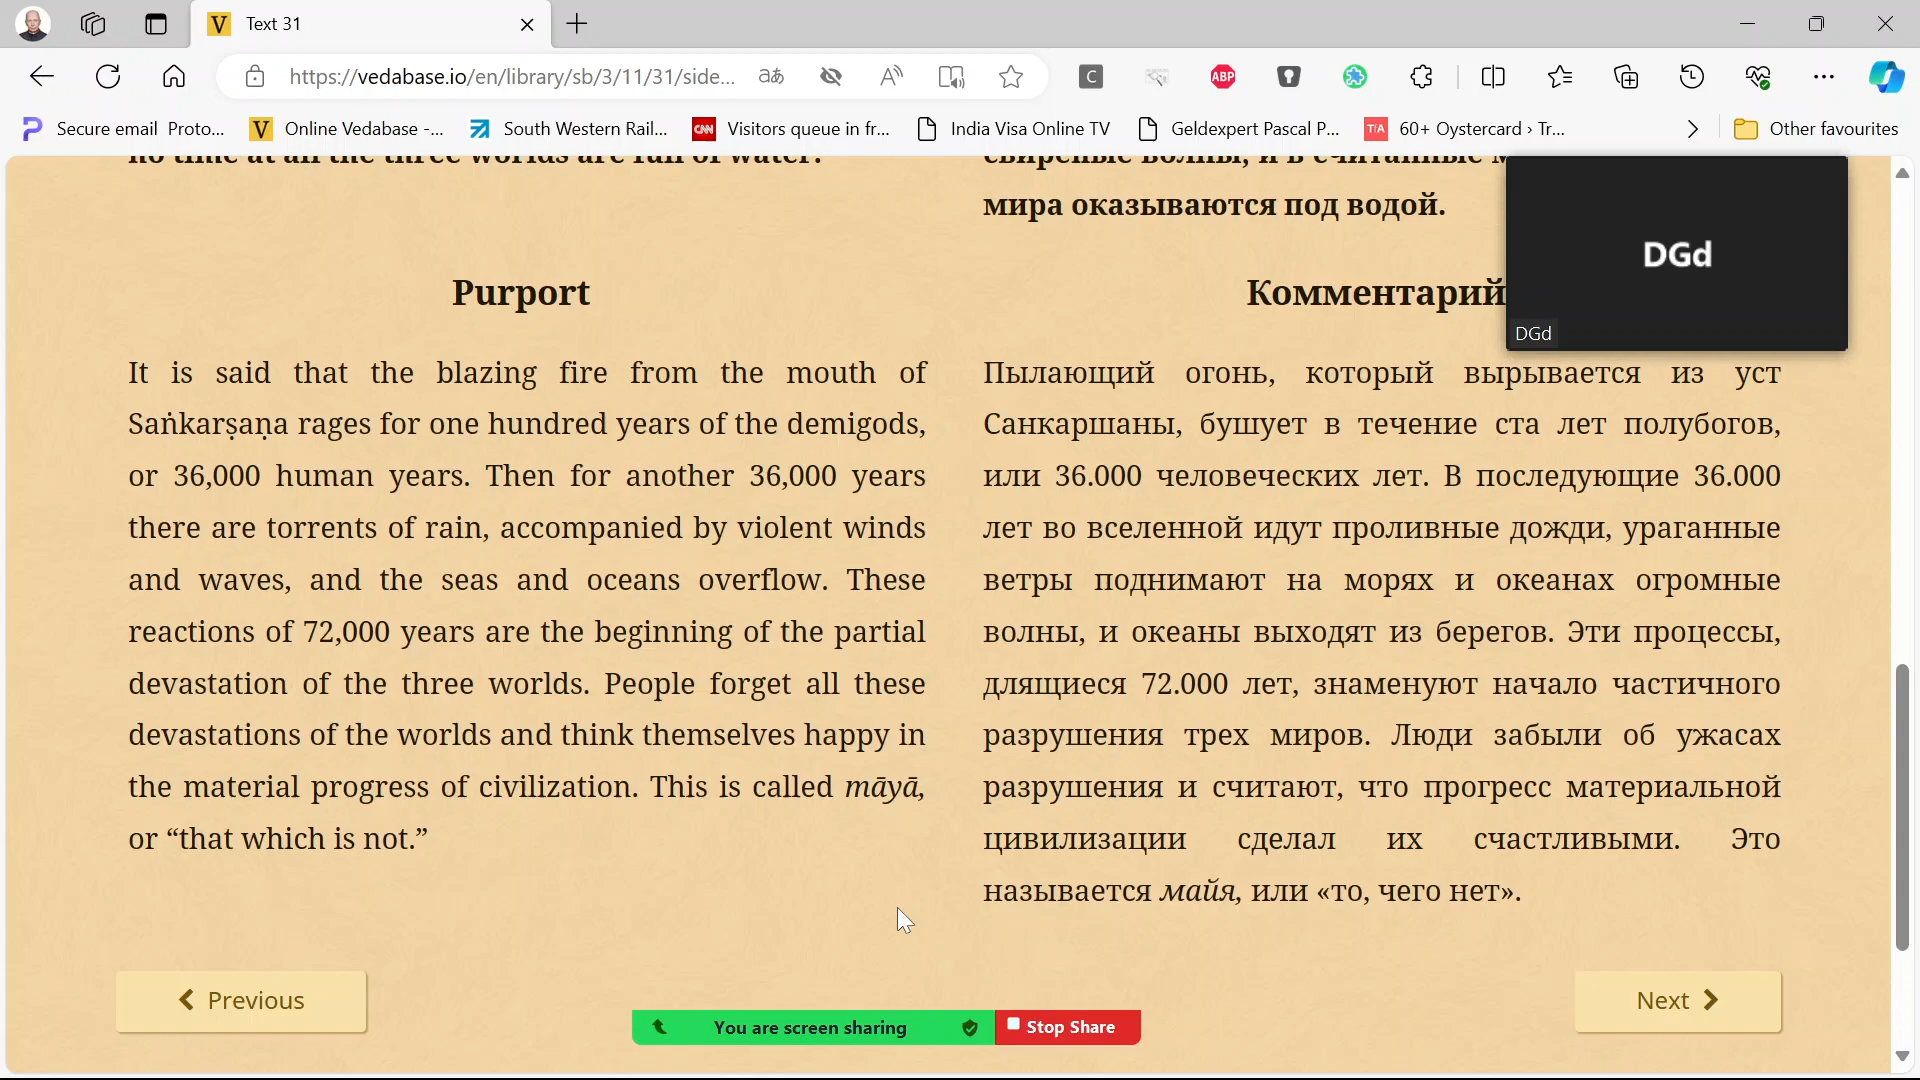 Text 31
https://vedabase.io/en/library/sb/3/11/31/side...
Secure email Proto...
Online Vedabase -...
South Western Rail...
Visitors queue in fr...
India Visa Online TV
Geldexpert Pascal P...
60+ Oystercard › Tr...
Other favourites
no time at all the three worlds are full of water.
мира оказываются под водой.
DGd
DGd
Purport
It is said that the blazing fire from the mouth of
Saṅkarṣaṇa rages for one hundred years of the demigods,
or 36,000 human years. Then for another 36,000 years
there are torrents of rain, accompanied by violent winds
and waves, and the seas and oceans overflow. These
reactions of 72,000 years are the beginning of the partial
devastation of the three worlds. People forget all these
devastations of the worlds and think themselves happy in
the material progress of civilization. This is called māyā,
or “that which is not.”
Комментарий
Пылающий огонь, который вырывается из уст
Санкаршаны, бушует в течение ста лет полубогов,
или 36.000 человеческих лет. В последующие 36.000
лет во вселенной идут проливные дожди, ураганные
ветры поднимают на морях и океанах огромные
волны, и океаны выходят из берегов. Эти процессы,
длящиеся 72.000 лет, знаменуют начало частичного
разрушения трех миров. Люди забыли об ужасах
разрушения и считают, что прогресс материальной
цивилизации сделал их счастливыми. Это
называется майя, или «то, чего нет».
Previous
Next
You are screen sharing
Stop Share